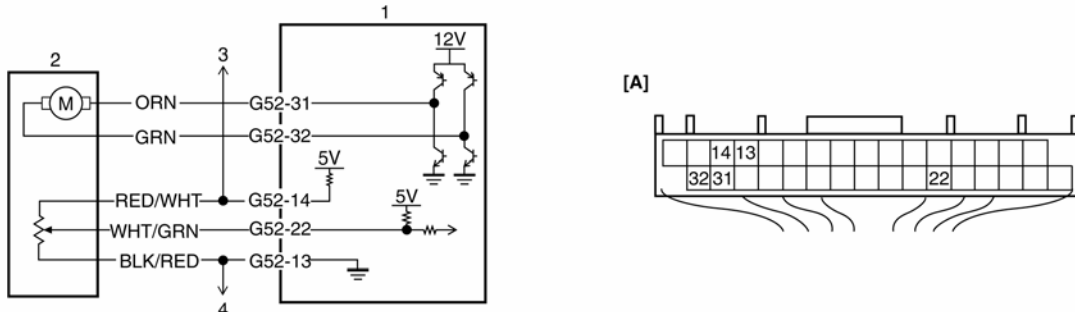 1
2
3
12V
[A]
M
ORN
G52-31
GRN
G52-32
14 13
32 31
22
5V
5V
RED/WHT
G52-14
WHT/GRN
G52-22
BLK/RED
G52-13
4